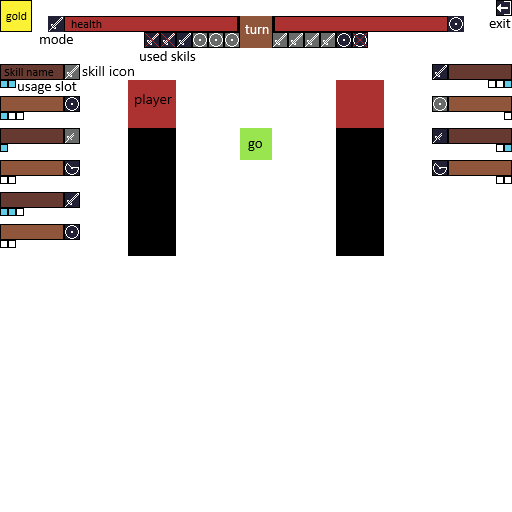 gold
health
turn
exit
mode
used skils
skill name
skill icon
usage slot
player
go